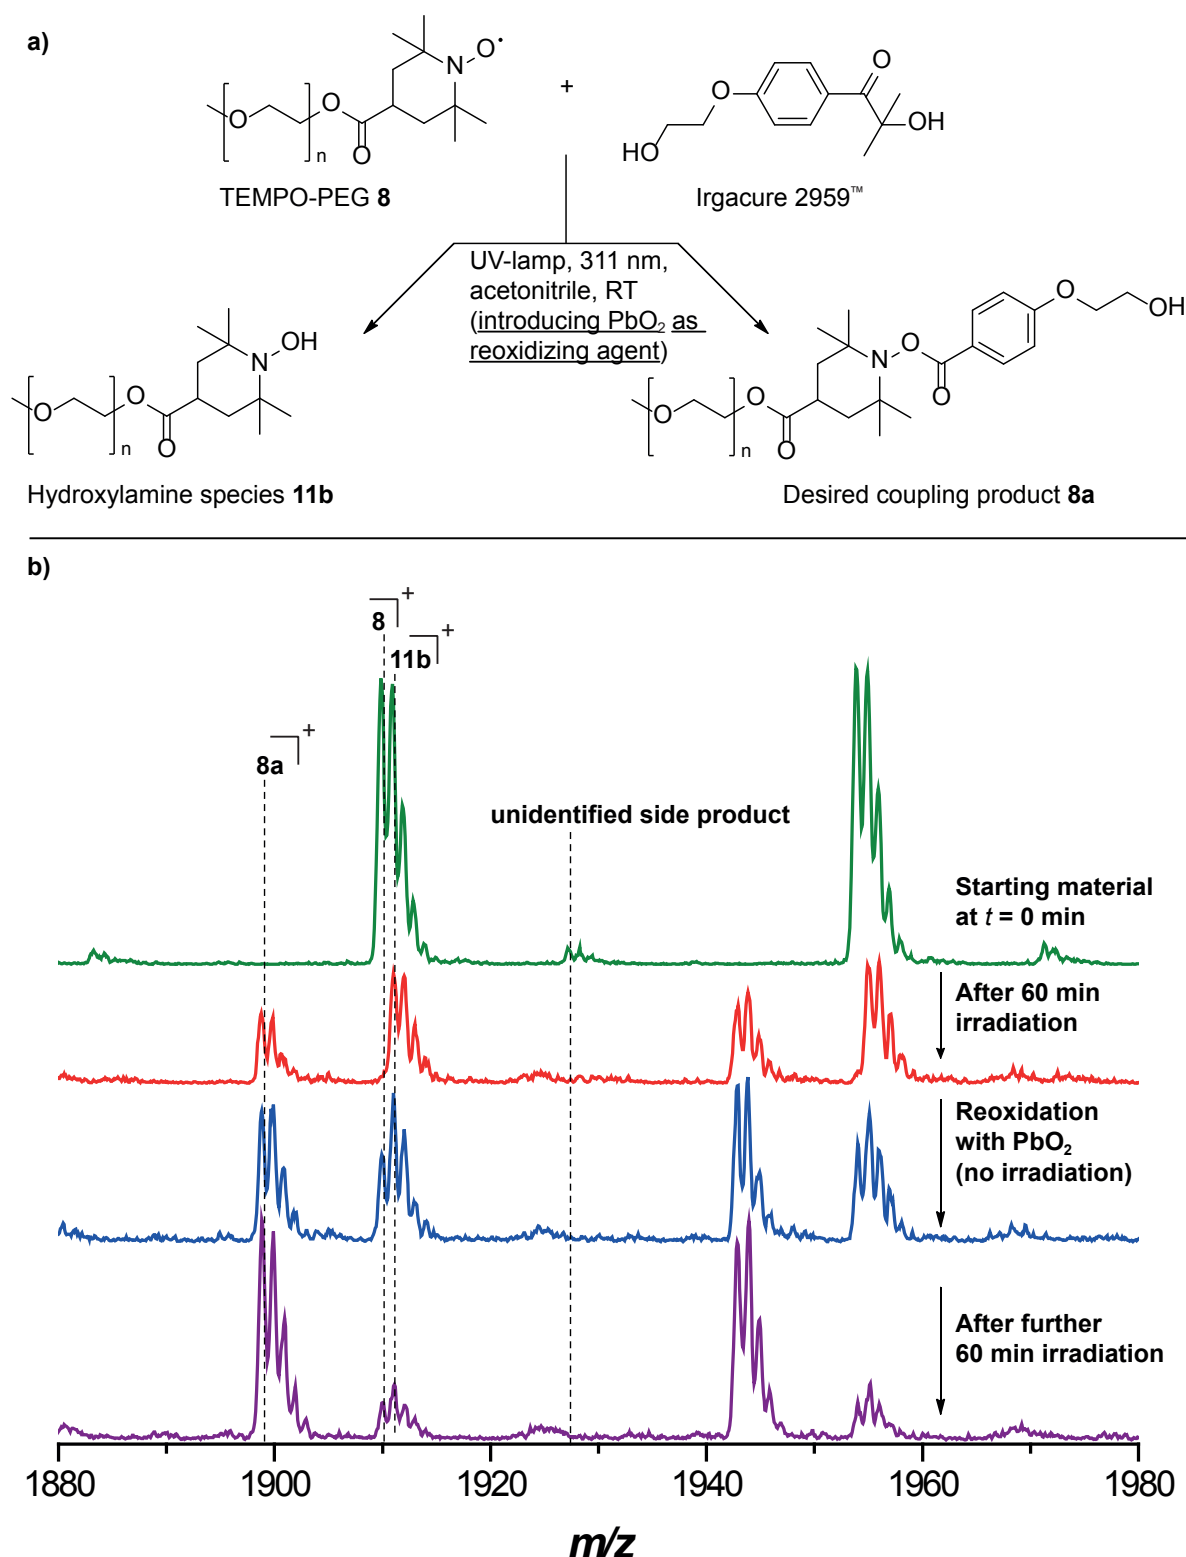 a)
O•
N
O
O
O
n
+
O
O
HO
OH
TEMPO-PEG 8
Irgacure 2959™
UV-lamp, 311 nm,
acetonitrile, RT
(introducing PbO₂ as
reoxidizing agent)
OH
N
O
O
O
n
O
OH
O
N
O
O
O
O
n
Hydroxylamine species 11b
Desired coupling product 8a
b)
8 +
11b +
8a +
unidentified side product
Starting material
at t = 0 min
After 60 min
irradiation
Reoxidation
with PbO₂
(no irradiation)
After further
60 min irradiation
1880 1900 1920 1940 1960 1980
m/z